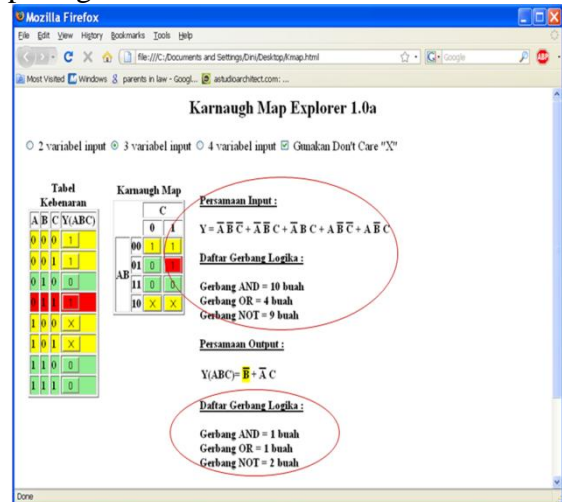 Mozilla Firefox
File Edit View History Bookmarks Tools Help
file:///C:/Documents and Settings/Dini/Desktop/Kmap.html
Google
Most Visited Windows parents in law - Googl... astudioarchitect.com: ...
Karnaugh Map Explorer 1.0a
2 variabel input 3 variabel input 4 variabel input Gunakan Don't Care "X"
Tabel Kebenaran
A B C Y(ABC)
0 0 0 1
0 0 1 1
0 1 0 0
0 1 1 1
1 0 0 X
1 0 1 X
1 1 0 0
1 1 1 0
Karnaugh Map
C
0 1
AB
00 1 1
01 0 1
11 0 0
10 X X
Persamaan Input :
Y = A̅ B̅ C̅ + A̅ B̅ C + A̅ B C + A B̅ C̅ + A B̅ C
Daftar Gerbang Logika :
Gerbang AND = 10 buah
Gerbang OR = 4 buah
Gerbang NOT = 9 buah
Persamaan Output :
Y(ABC)= B̅ + A̅ C
Daftar Gerbang Logika :
Gerbang AND = 1 buah
Gerbang OR = 1 buah
Gerbang NOT = 2 buah
Done